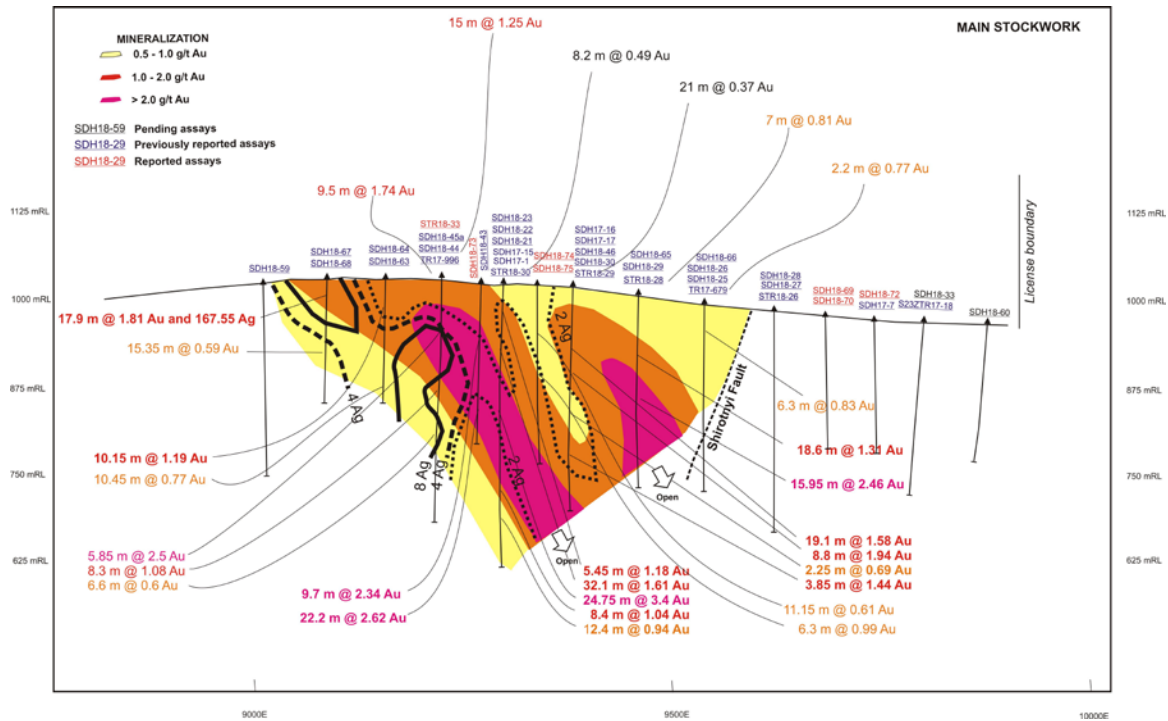 MAIN STOCKWORK
15 m @ 1.25 Au
MINERALIZATION
0.5 - 1.0 g/t Au
1.0 - 2.0 g/t Au
> 2.0 g/t Au
8.2 m @ 0.49 Au
21 m @ 0.37 Au
SDH18-59 Pending assays
SDH18-29 Previously reported assays
SDH18-29 Reported assays
7 m @ 0.81 Au
2.2 m @ 0.77 Au
9.5 m @ 1.74 Au
License boundary
1125 mRL
1125 mRL
SDH18-59
SDH18-67
SDH18-68
SDH18-64
SDH18-63
STR18-33
SDH18-45a
SDH18-44
TR17-996
SDH18-73
SDH18-43
SDH18-23
SDH18-22
SDH18-21
SDH17-15
SDH17-1
STR18-30
SDH18-74
SDH18-75
SDH17-16
SDH17-17
SDH18-46
SDH18-30
STR18-29
SDH18-65
SDH18-29
STR18-28
SDH18-66
SDH18-26
SDH18-25
TR17-679
SDH18-28
SDH18-27
STR18-26
SDH18-69
SDH18-70
SDH18-72
SDH17-7
SDH18-33
S23ZTR17-18
SDH18-60
1000 mRL
1000 mRL
17.9 m @ 1.81 Au and 167.55 Ag
15.35 m @ 0.59 Au
2 Ag
4 Ag
875 mRL
875 mRL
6.3 m @ 0.83 Au
Shirotnyi Fault
18.6 m @ 1.31 Au
10.15 m @ 1.19 Au
10.45 m @ 0.77 Au
8 Ag
4 Ag
2 Ag
750 mRL
750 mRL
15.95 m @ 2.46 Au
Open
5.85 m @ 2.5 Au
8.3 m @ 1.08 Au
6.6 m @ 0.6 Au
625 mRL
625 mRL
Open
19.1 m @ 1.58 Au
8.8 m @ 1.94 Au
2.25 m @ 0.69 Au
3.85 m @ 1.44 Au
9.7 m @ 2.34 Au
22.2 m @ 2.62 Au
5.45 m @ 1.18 Au
32.1 m @ 1.61 Au
24.75 m @ 3.4 Au
8.4 m @ 1.04 Au
12.4 m @ 0.94 Au
11.15 m @ 0.61 Au
6.3 m @ 0.99 Au
9000E
9500E
10000E